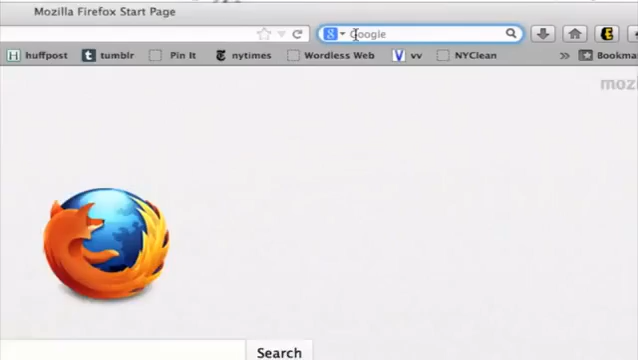 Mozilla Firefox Start Page
Google
huffpost tumblr Pin It nytimes Wordless Web vv NYClean Bookma
mozi
Search